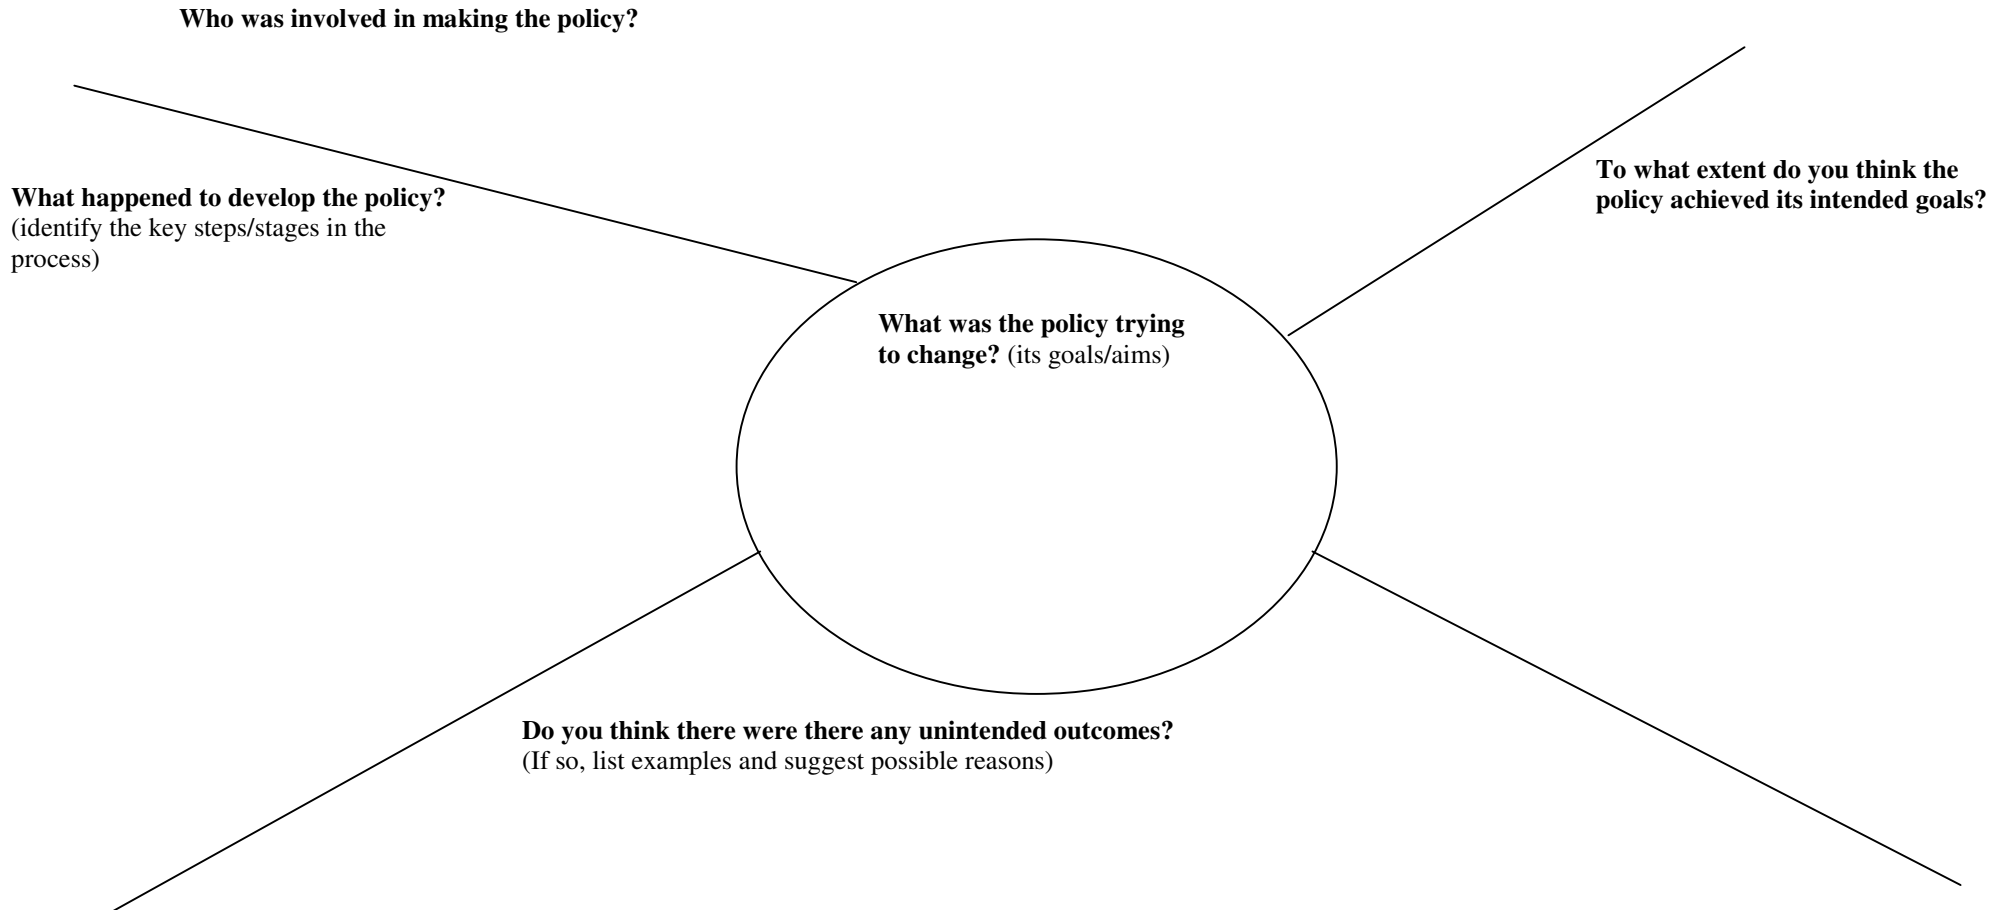 Who was involved in making the policy?
What happened to develop the policy?
(identify the key steps/stages in the
process)
To what extent do you think the
policy achieved its intended goals?
What was the policy trying
to change? (its goals/aims)
Do you think there were there any unintended outcomes?
(If so, list examples and suggest possible reasons)